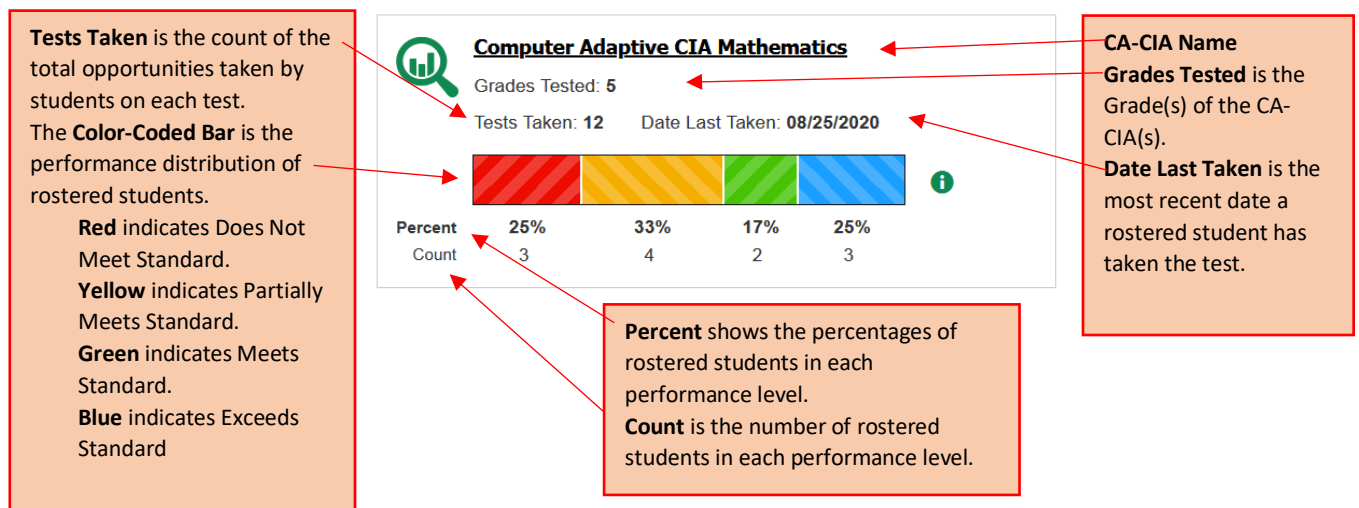 Tests Taken is the count of the
total opportunities taken by
students on each test.
The Color-Coded Bar is the
performance distribution of
rostered students.
Red indicates Does Not
Meet Standard.
Yellow indicates Partially
Meets Standard.
Green indicates Meets
Standard.
Blue indicates Exceeds
Standard
Computer Adaptive CIA Mathematics
Grades Tested: 5
Tests Taken: 12 Date Last Taken: 08/25/2020
Percent 25% 33% 17% 25%
Count 3 4 2 3
Percent shows the percentages of
rostered students in each
performance level.
Count is the number of rostered
students in each performance level.
CA-CIA Name
Grades Tested is the
Grade(s) of the CA-
CIA(s).
Date Last Taken is the
most recent date a
rostered student has
taken the test.